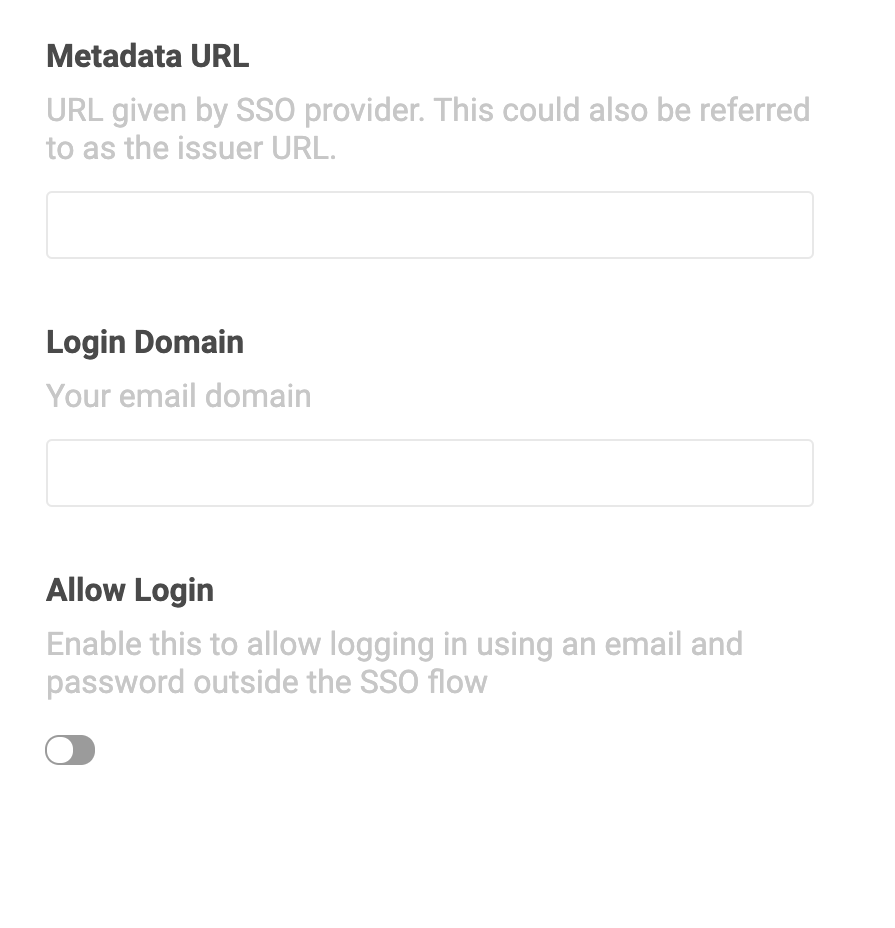 Metadata URL
URL given by SSO provider. This could also be referred
to as the issuer URL.
Login Domain
Your email domain
Allow Login
Enable this to allow logging in using an email and
password outside the SSO flow